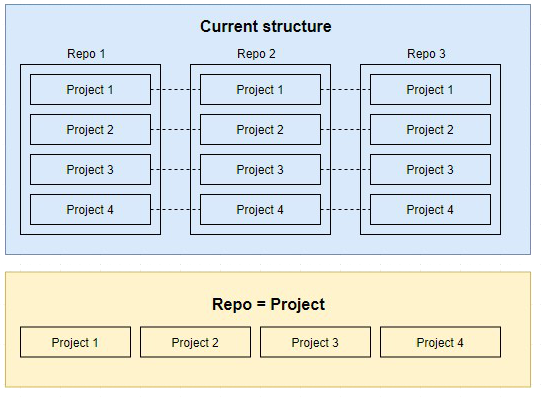 Current structure
Repo 1 Repo 2 Repo 3
Project 1 Project 1 Project 1
Project 2 Project 2 Project 2
Project 3 Project 3 Project 3
Project 4 Project 4 Project 4
Repo = Project
Project 1 Project 2 Project 3 Project 4